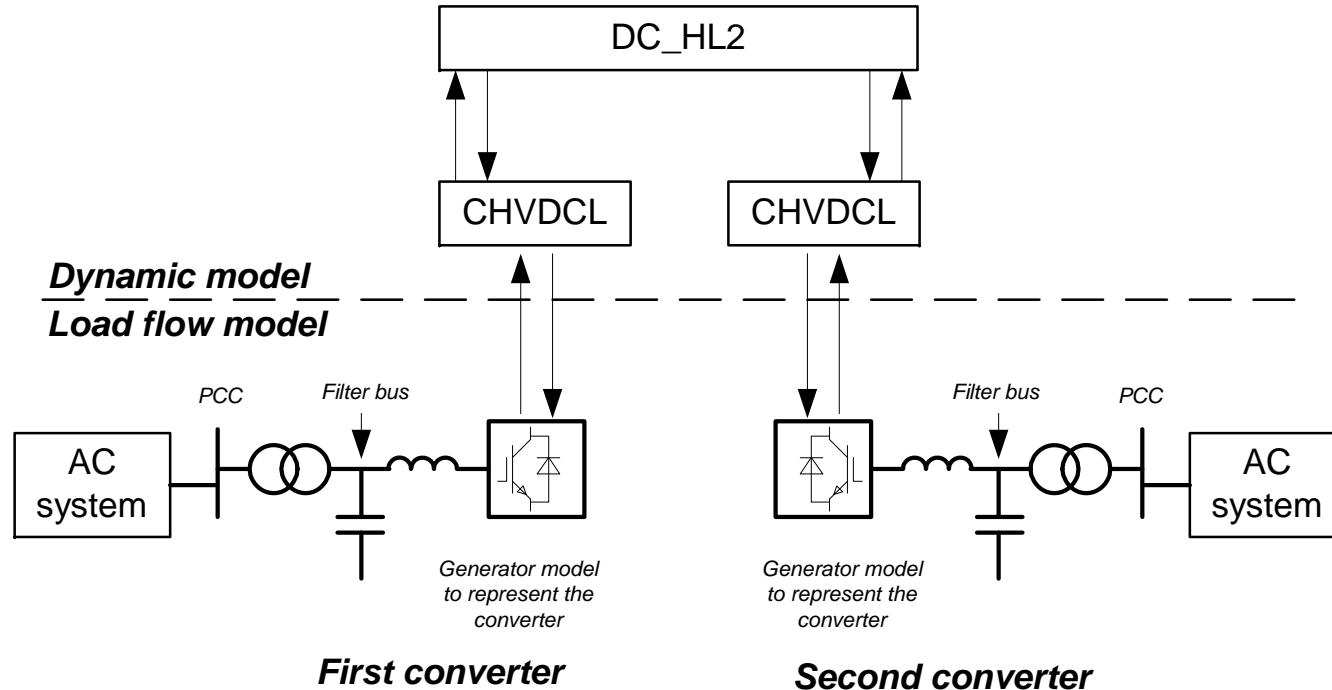 DC_HL2
CHVDCL
CHVDCL
Dynamic model
Load flow model
PCC
Filter bus
Filter bus
PCC
AC
system
AC
system
Generator model
to represent the
converter
Generator model
to represent the
converter
First converter
Second converter